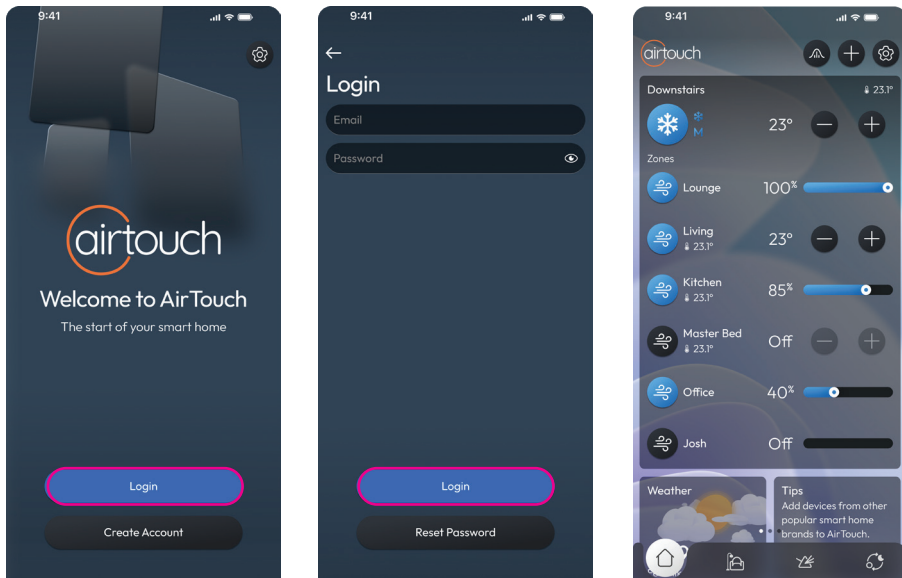 9:41
airtouch
Welcome to AirTouch
The start of your smart home
Login
Create Account
9:41
Login
Email
Password
Login
Reset Password
9:41
airtouch
Downstairs 23.1°
M 23°
Zones
Lounge 100%
Living
23.1° 23°
Kitchen
23.1° 85%
Master Bed
23.1° Off
Office 40%
Josh Off
Weather
Tips
Add devices from other
popular smart home
brands to AirTouch.